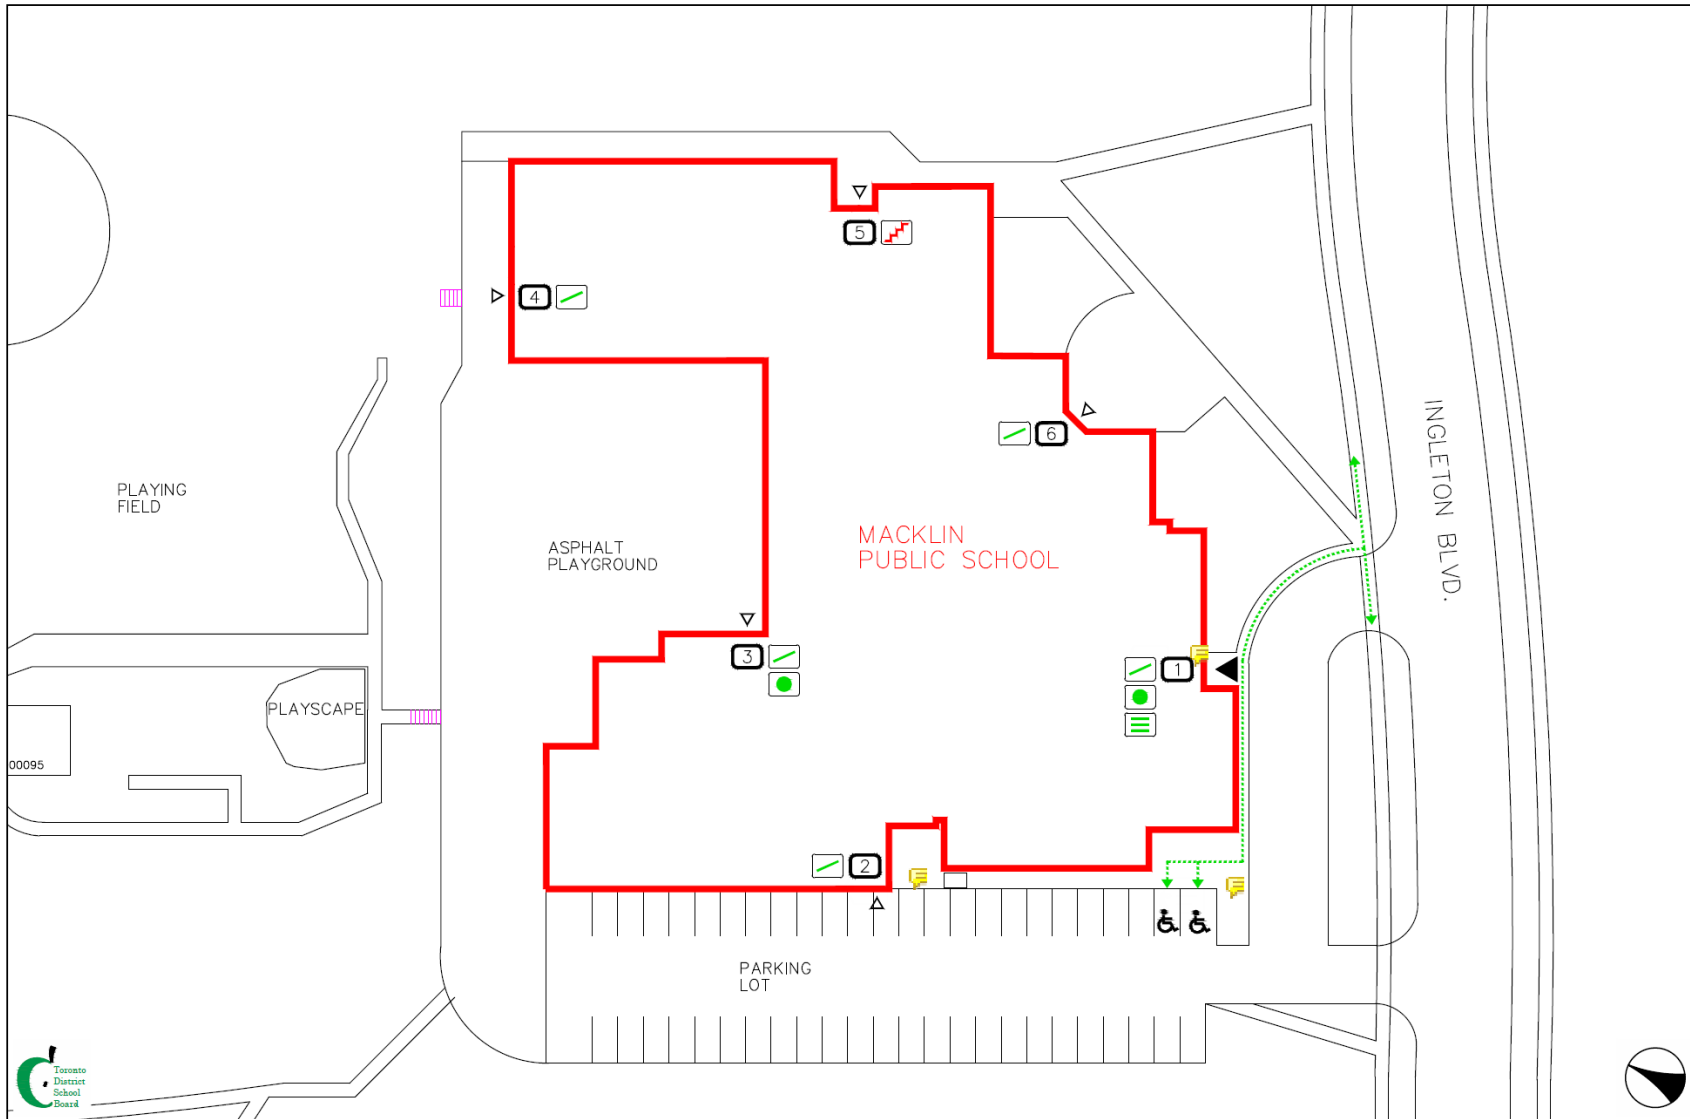 5
4
PLAYING
FIELD
INGLETON BLVD.
6
ASPHALT
PLAYGROUND
MACKLIN
PUBLIC SCHOOL
3
1
PLAYSCAPE
00095
2
PARKING
LOT
Toronto
District
School
Board